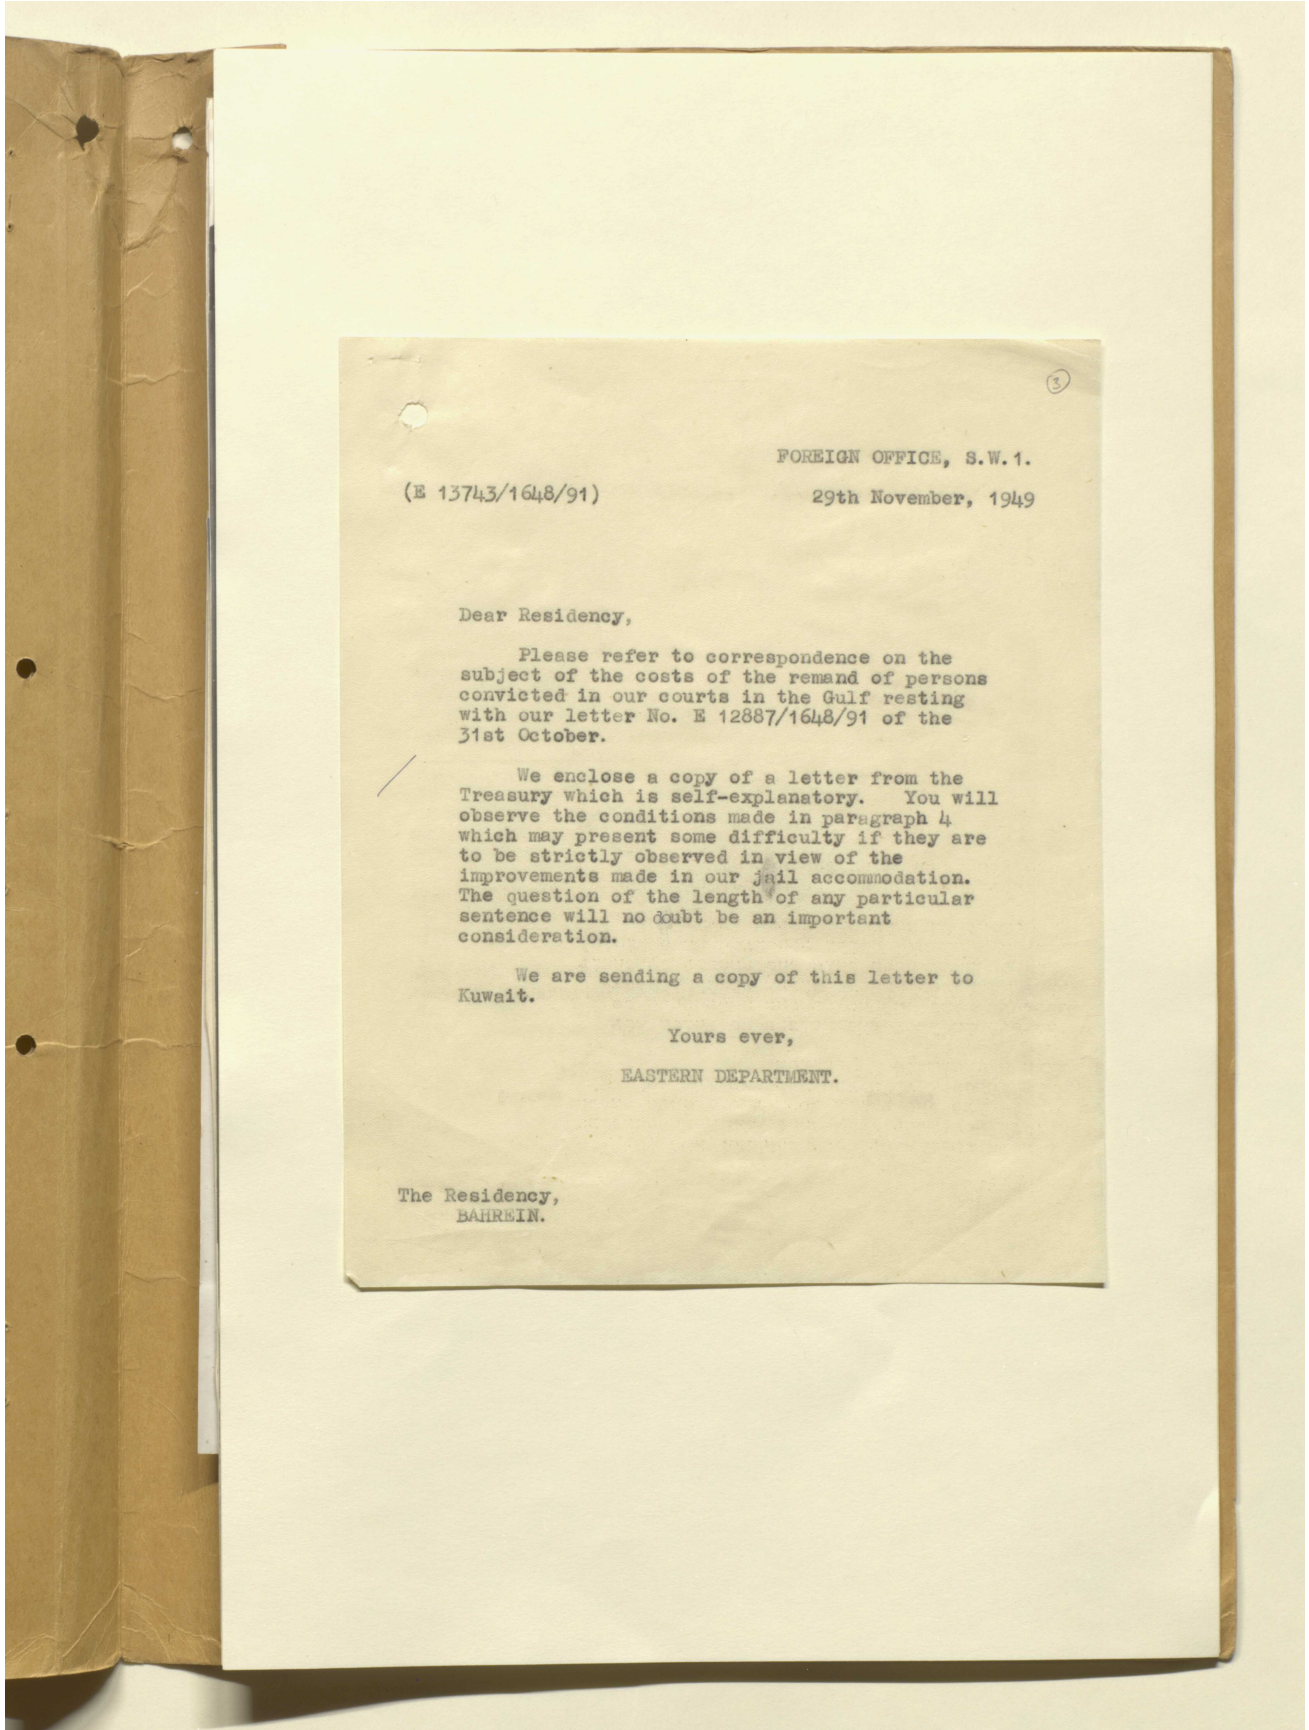 3
FOREIGN OFFICE, S.W.1.
(E 13743/1648/91)
29th November, 1949
Dear Residency,
Please refer to correspondence on the
subject of the costs of the remand of persons
convicted in our courts in the Gulf resting
with our letter No. E 12887/1648/91 of the
31st October.
We enclose a copy of a letter from the
Treasury which is self-explanatory. You will
observe the conditions made in paragraph 4
which may present some difficulty if they are
to be strictly observed in view of the
improvements made in our jail accommodation.
The question of the length of any particular
sentence will no doubt be an important
consideration.
We are sending a copy of this letter to
Kuwait.
Yours ever,
EASTERN DEPARTMENT.
The Residency,
BAHREIN.